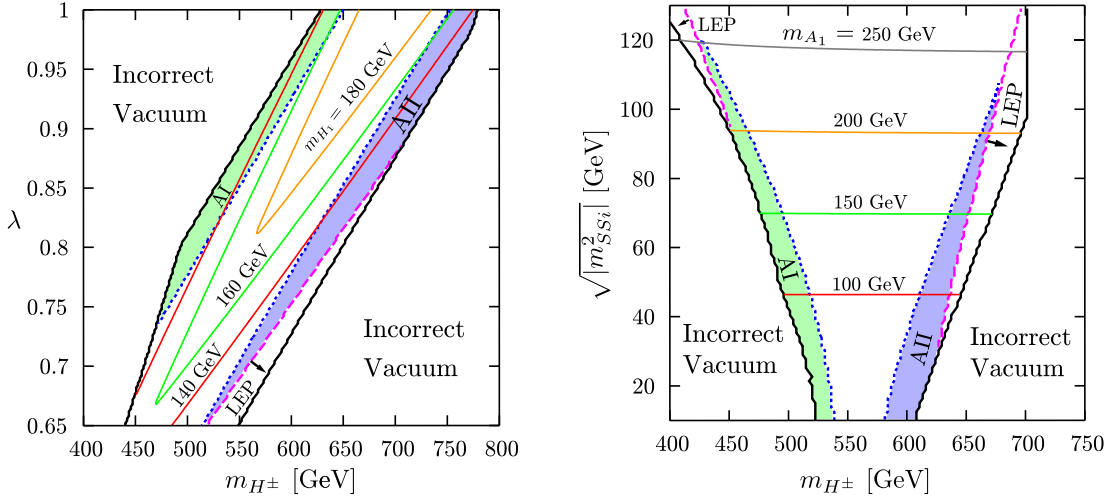 1
0.95
0.9
0.85
0.8
0.75
0.7
0.65
λ
Incorrect
Vacuum
AI
m_{H_1} = 180 GeV
AII
160 GeV
140 GeV
LEP
Incorrect
Vacuum
400 450 500 550 600 650 700 750 800
m_{H^±} [GeV]
120
100
80
60
40
20
√|m²_{SSi}| [GeV]
LEP
m_{A_1} = 250 GeV
LEP
200 GeV
150 GeV
AI
100 GeV
AII
Incorrect
Vacuum
Incorrect
Vacuum
400 450 500 550 600 650 700 750
m_{H^±} [GeV]